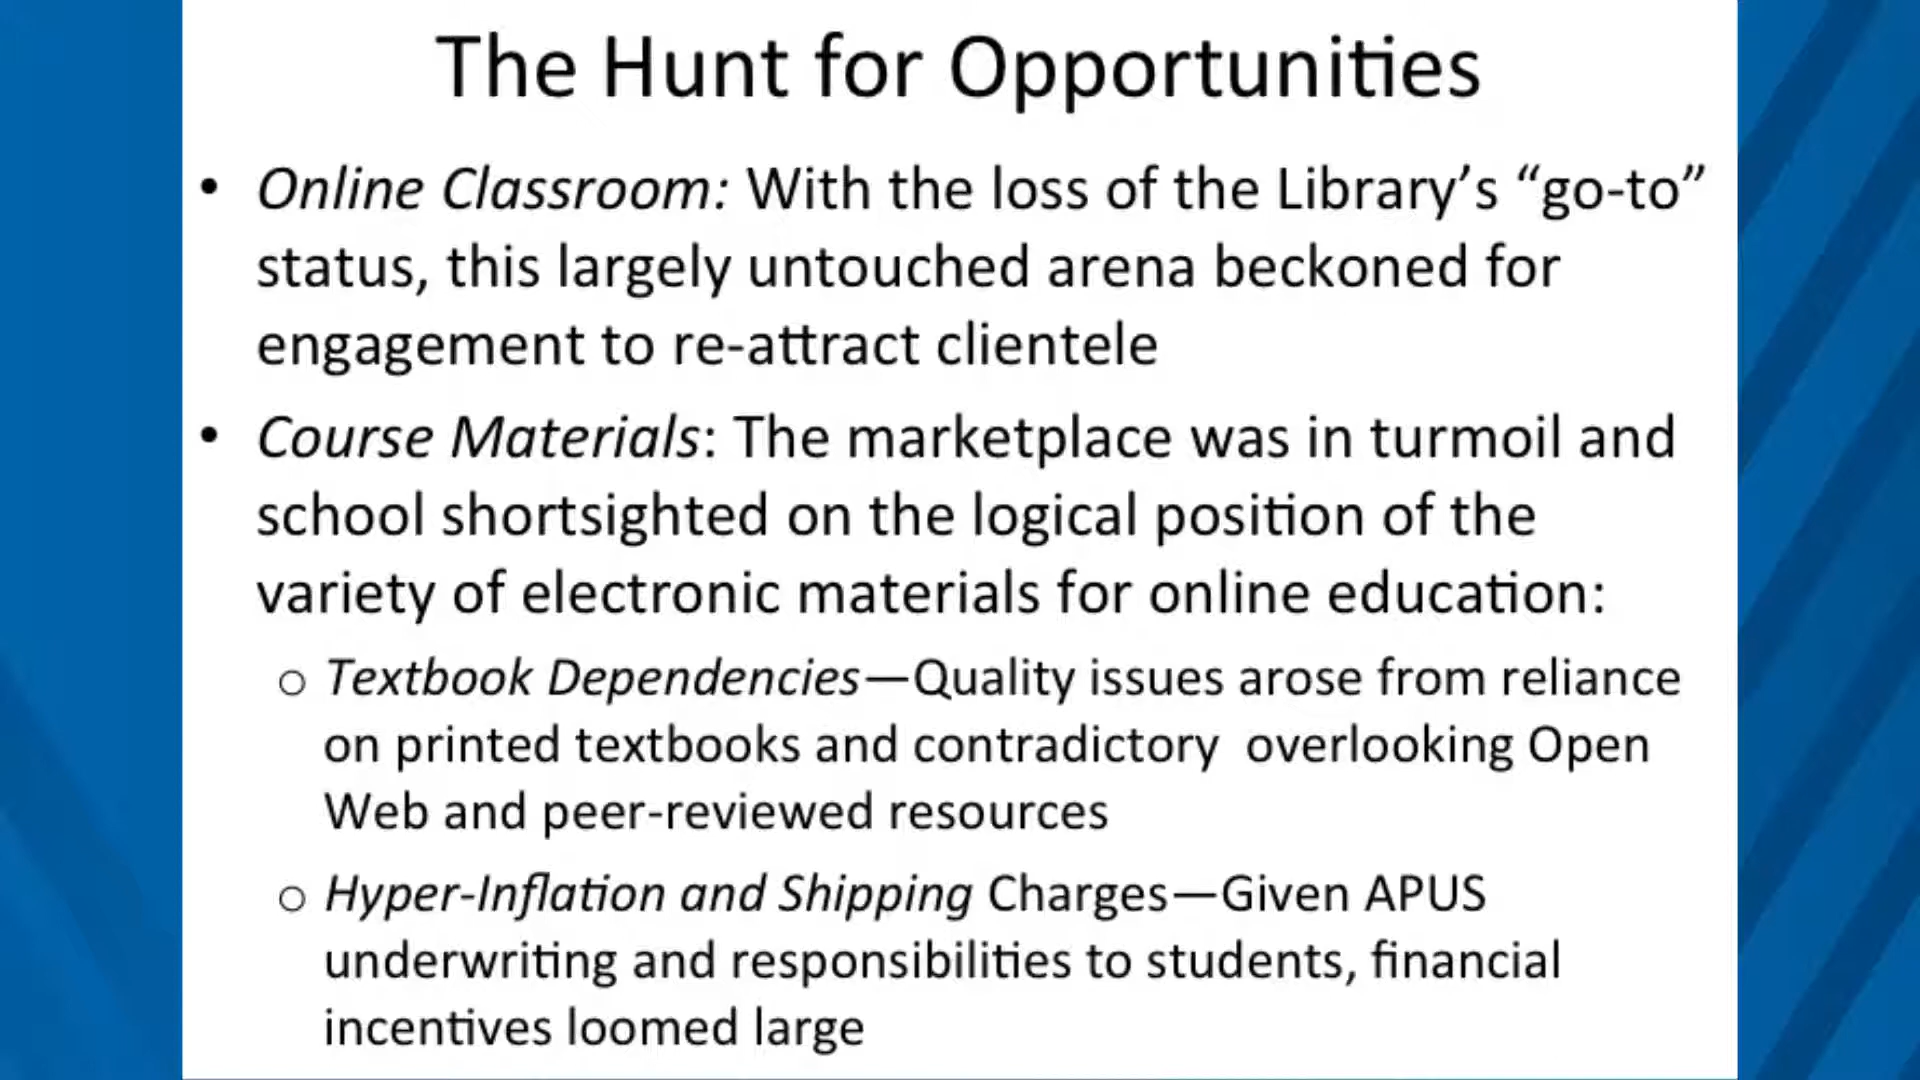 The Hunt for Opportunities
• Online Classroom: With the loss of the Library’s “go-to”
status, this largely untouched arena beckoned for
engagement to re-attract clientele
• Course Materials: The marketplace was in turmoil and
school shortsighted on the logical position of the
variety of electronic materials for online education:
o Textbook Dependencies—Quality issues arose from reliance
on printed textbooks and contradictory  overlooking Open
Web and peer-reviewed resources
o Hyper-Inflation and Shipping Charges—Given APUS
underwriting and responsibilities to students, financial
incentives loomed large